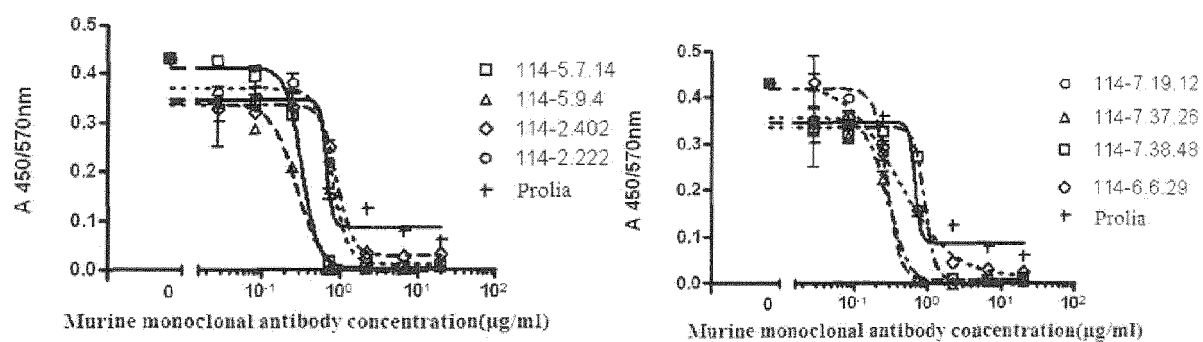 0.5
0.4
0.3
0.2
0.1
0.0
A 450/570nm
0 10-1 100 101 102
Murine monoclonal antibody concentration(µg/ml)
114-5.7.14
114-5.9.4
114-2.402
114-2.222
Prolia
0.5
0.4
0.3
0.2
0.1
0.0
A 450/570nm
0 10-1 100 101 102
Murine monoclonal antibody concentration(µg/ml)
114-7.19.12
114-7.37.26
114-7.38.48
114-6.6.29
Prolia